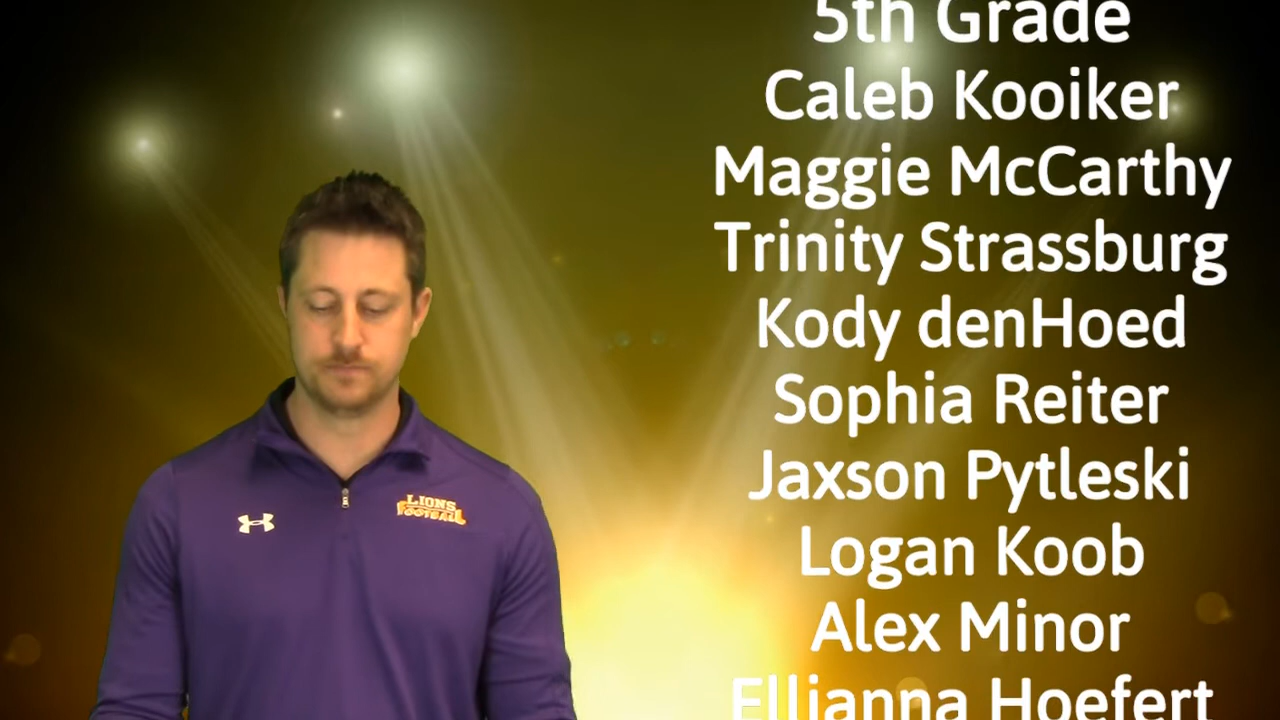 5th Grade
Caleb Kooiker
Maggie McCarthy
Trinity Strassburg
Kody denHoed
Sophia Reiter
Jaxson Pytleski
Logan Koob
Alex Minor
Ellianna Hoefert
LIONS
FOOTBALL